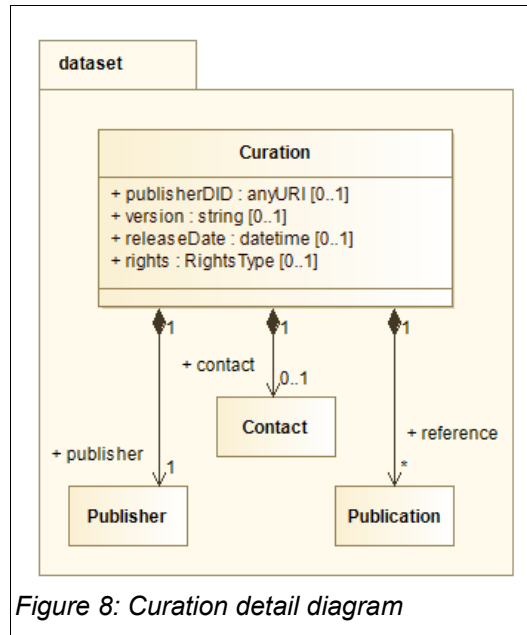 dataset
Curation
+ publisherDID : anyURI [0..1]
+ version : string [0..1]
+ releaseDate : datetime [0..1]
+ rights : RightsType [0..1]
1
1
1
+ contact
0..1
Contact
+ reference
+ publisher
1
*
Publisher
Publication
Figure 8: Curation detail diagram